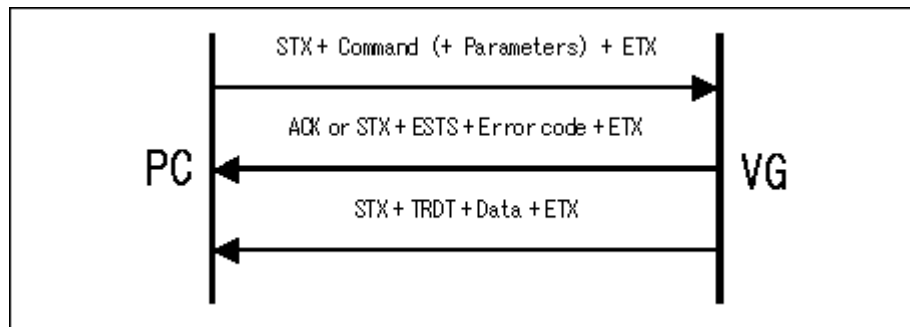 STX + Command (+ Parameters) + ETX
ACK or STX + ESTS + Error code + ETX
PC
VG
STX + TRDT + Data + ETX